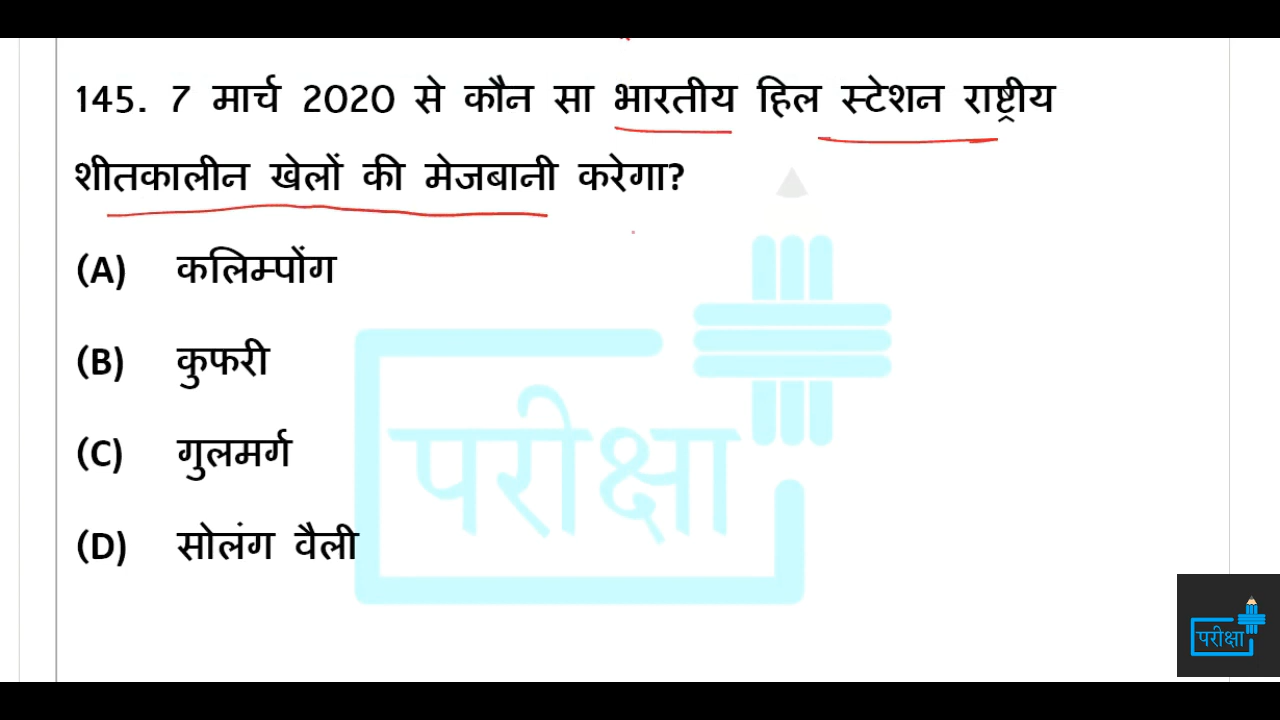 145. 7 मार्च 2020 से कौन सा भारतीय हिल स्टेशन राष्ट्रीय
शीतकालीन खेलों की मेजबानी करेगा?
(A) कलिम्पोंग
(B) कुफरी
(C) गुलमर्ग
(D) सोलंग वैली
परीक्षा
परीक्षा